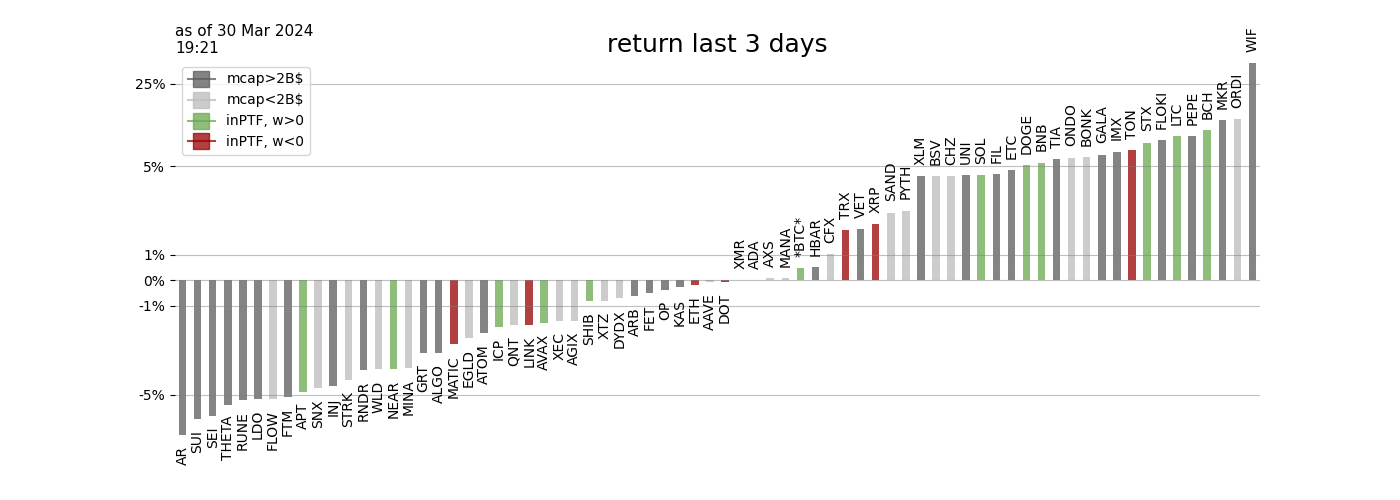 as of 30 Mar 2024
19:21
return last 3 days
mcap>2B$
mcap<2B$
inPTF, w>0
inPTF, w<0
25%
5%
1%
0%
-1%
-5%
AR
SUI
SEI
THETA
RUNE
LDO
FLOW
FTM
APT
SNX
INJ
STRK
RNDR
WLD
NEAR
MINA
GRT
ALGO
MATIC
EGLD
ATOM
ICP
QNT
LINK
AVAX
XEC
AGIX
SHIB
XTZ
DYDX
ARB
FET
OP
KAS
ETH
AAVE
DOT
XMR
ADA
AXS
MANA
*BTC*
HBAR
CFX
TRX
VET
XRP
SAND
PYTH
XLM
BSV
CHZ
UNI
SOL
FIL
ETC
DOGE
BNB
TIA
ONDO
BONK
GALA
IMX
TON
STX
FLOKI
LTC
PEPE
BCH
MKR
ORDI
WIF